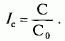 I_c = C / C_0 .